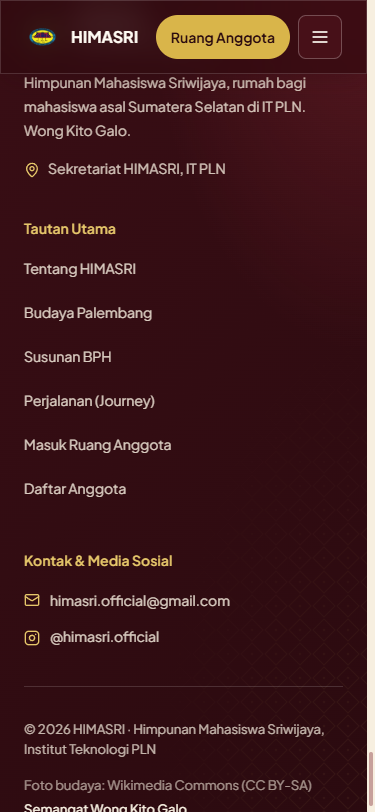 HIMASRI
Ruang Anggota
Himpunan Mahasiswa Sriwijaya, rumah bagi
mahasiswa asal Sumatera Selatan di IT PLN.
Wong Kito Galo.
Sekretariat HIMASRI, IT PLN
Tautan Utama
Tentang HIMASRI
Budaya Palembang
Susunan BPH
Perjalanan (Journey)
Masuk Ruang Anggota
Daftar Anggota
Kontak & Media Sosial
himasri.official@gmail.com
@himasri.official
© 2026 HIMASRI · Himpunan Mahasiswa Sriwijaya,
Institut Teknologi PLN
Foto budaya: Wikimedia Commons (CC BY-SA)
Semangat Wong Kito Galo